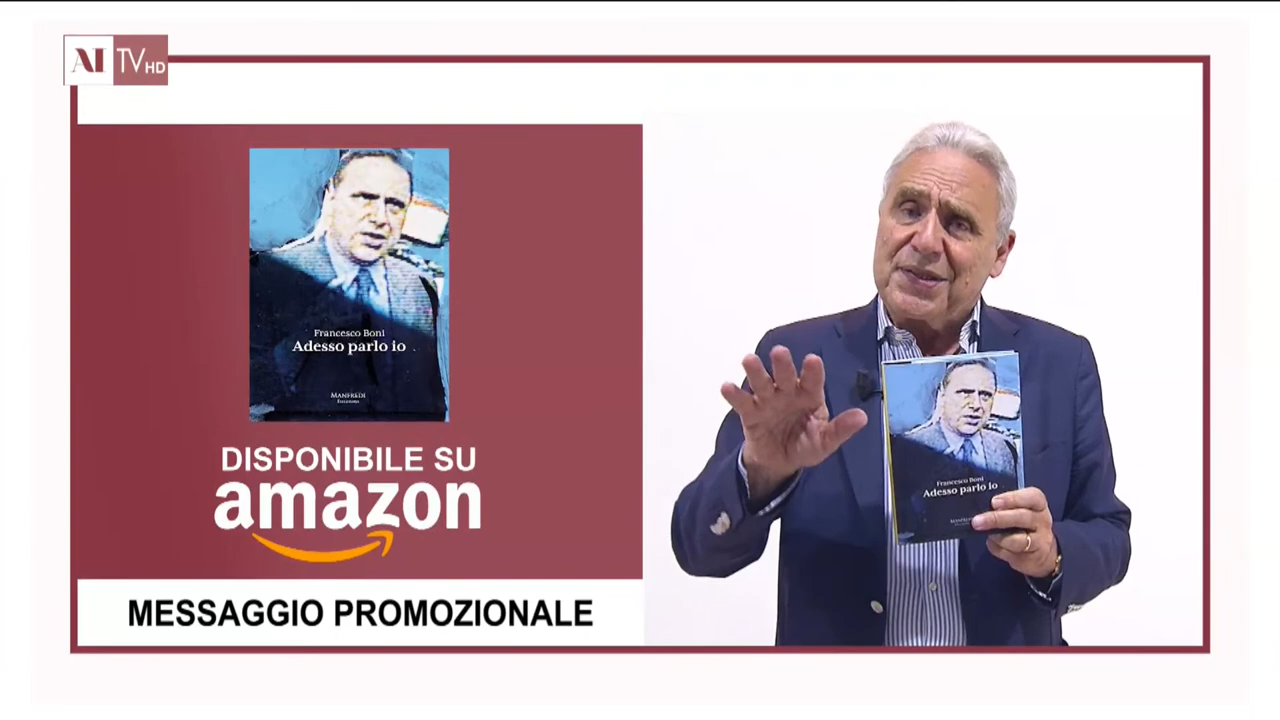 AI TV HD
Francesco Boni
Adesso parlo io
MANFREDI
DISPONIBILE SU
amazon
MESSAGGIO PROMOZIONALE
Francesco Boni
Adesso parlo io